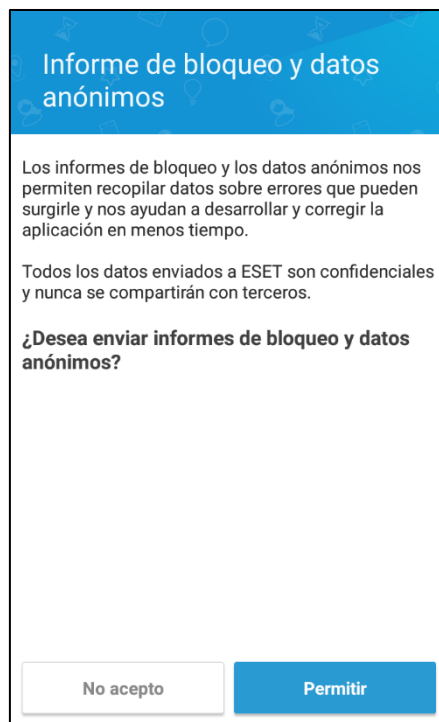 Informe de bloqueo y datos
anónimos
Los informes de bloqueo y los datos anónimos nos
permiten recopilar datos sobre errores que pueden
surgirle y nos ayudan a desarrollar y corregir la
aplicación en menos tiempo.
Todos los datos enviados a ESET son confidenciales
y nunca se compartirán con terceros.
¿Desea enviar informes de bloqueo y datos
anónimos?
No acepto
Permitir